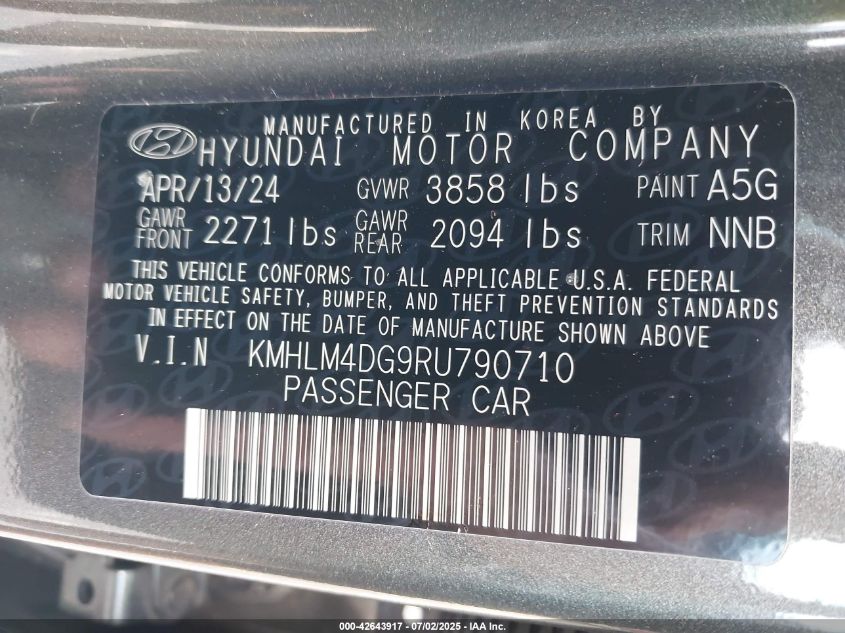 MANUFACTURED IN KOREA BY
HYUNDAI MOTOR COMPANY
APR/13/24 GVWR 3858 lbs PAINT A5G
GAWR FRONT 2271 lbs GAWR REAR 2094 lbs TRIM NNB
THIS VEHICLE CONFORMS TO ALL APPLICABLE U.S.A. FEDERAL
MOTOR VEHICLE SAFETY, BUMPER, AND THEFT PREVENTION STANDARDS
IN EFFECT ON THE DATE OF MANUFACTURE SHOWN ABOVE
V.I.N KMHLM4DG9RU790710
PASSENGER CAR
000-42643917 - 07/02/2025 - IAA Inc.